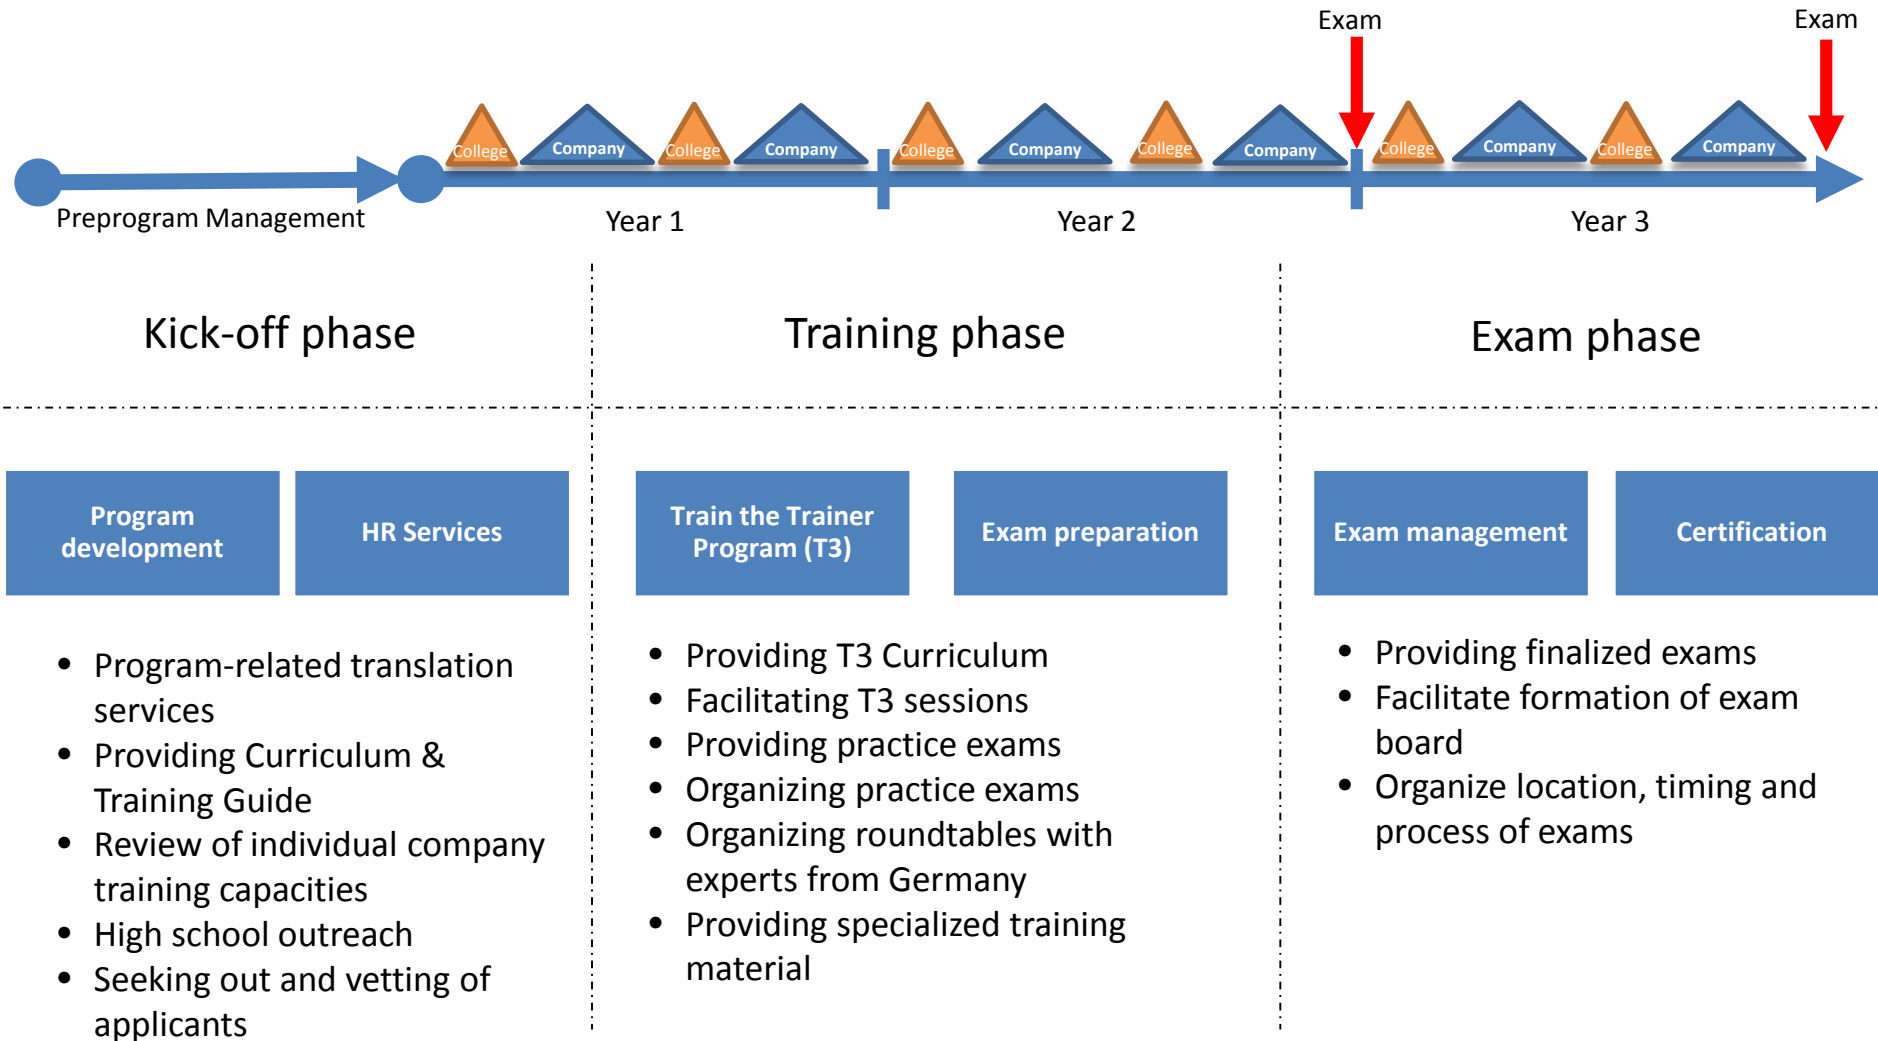 Exam
Exam
College
Company
College
Company
College
Company
College
Company
College
Company
College
Company
Preprogram Management
Year 1
Year 2
Year 3
Kick-off phase
Training phase
Exam phase
Program
development
HR Services
Train the Trainer
Program (T3)
Exam preparation
Exam management
Certification
• Program-related translation
services
• Providing Curriculum &
Training Guide
• Review of individual company
training capacities
• High school outreach
• Seeking out and vetting of
applicants
• Providing T3 Curriculum
• Facilitating T3 sessions
• Providing practice exams
• Organizing practice exams
• Organizing roundtables with
experts from Germany
• Providing specialized training
material
• Providing finalized exams
• Facilitate formation of exam
board
• Organize location, timing and
process of exams